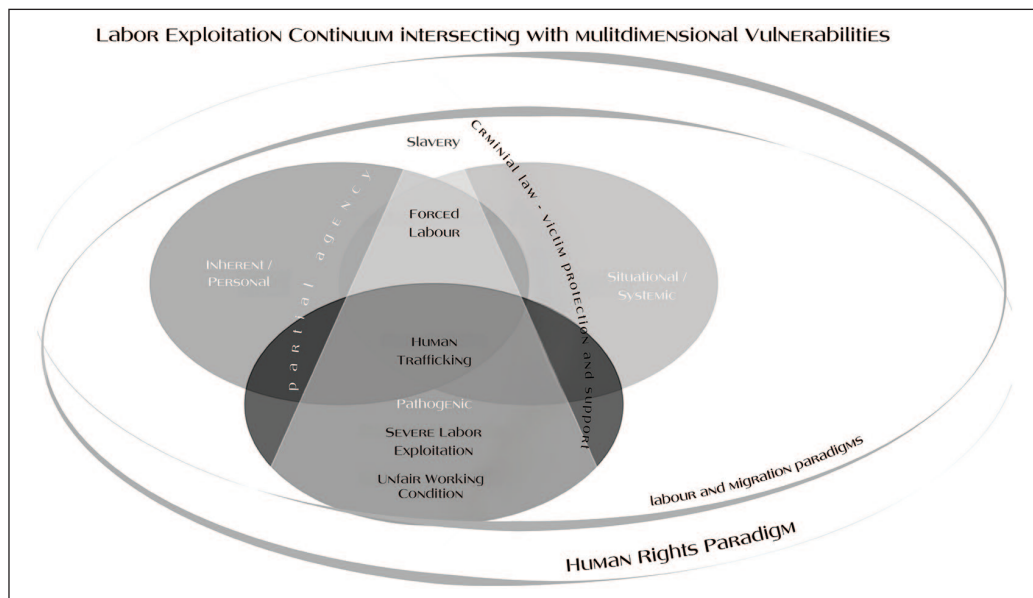 Labor Exploitation Continuum intersecting with Mulitdimensional Vulnerabilities
Slavery
Crminial law - victim protection and support
partial agency
Forced
Labour
Inherent /
Personal
Situational /
Systemic
Human
Trafficking
Pathogenic
Severe Labor
Exploitation
Unfair Working
Condition
labour and migration paradigms
Human Rights Paradigm